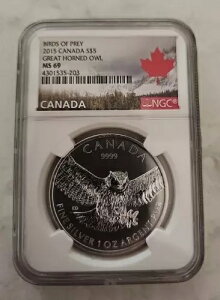 BIRDS OF PREY
2015 CANADA S$5
GREAT HORNED OWL
MS 69
4301535-203
CANADA
NGC
CANADA
9999
FINE SILVER 1 OZ ARGENT PUR